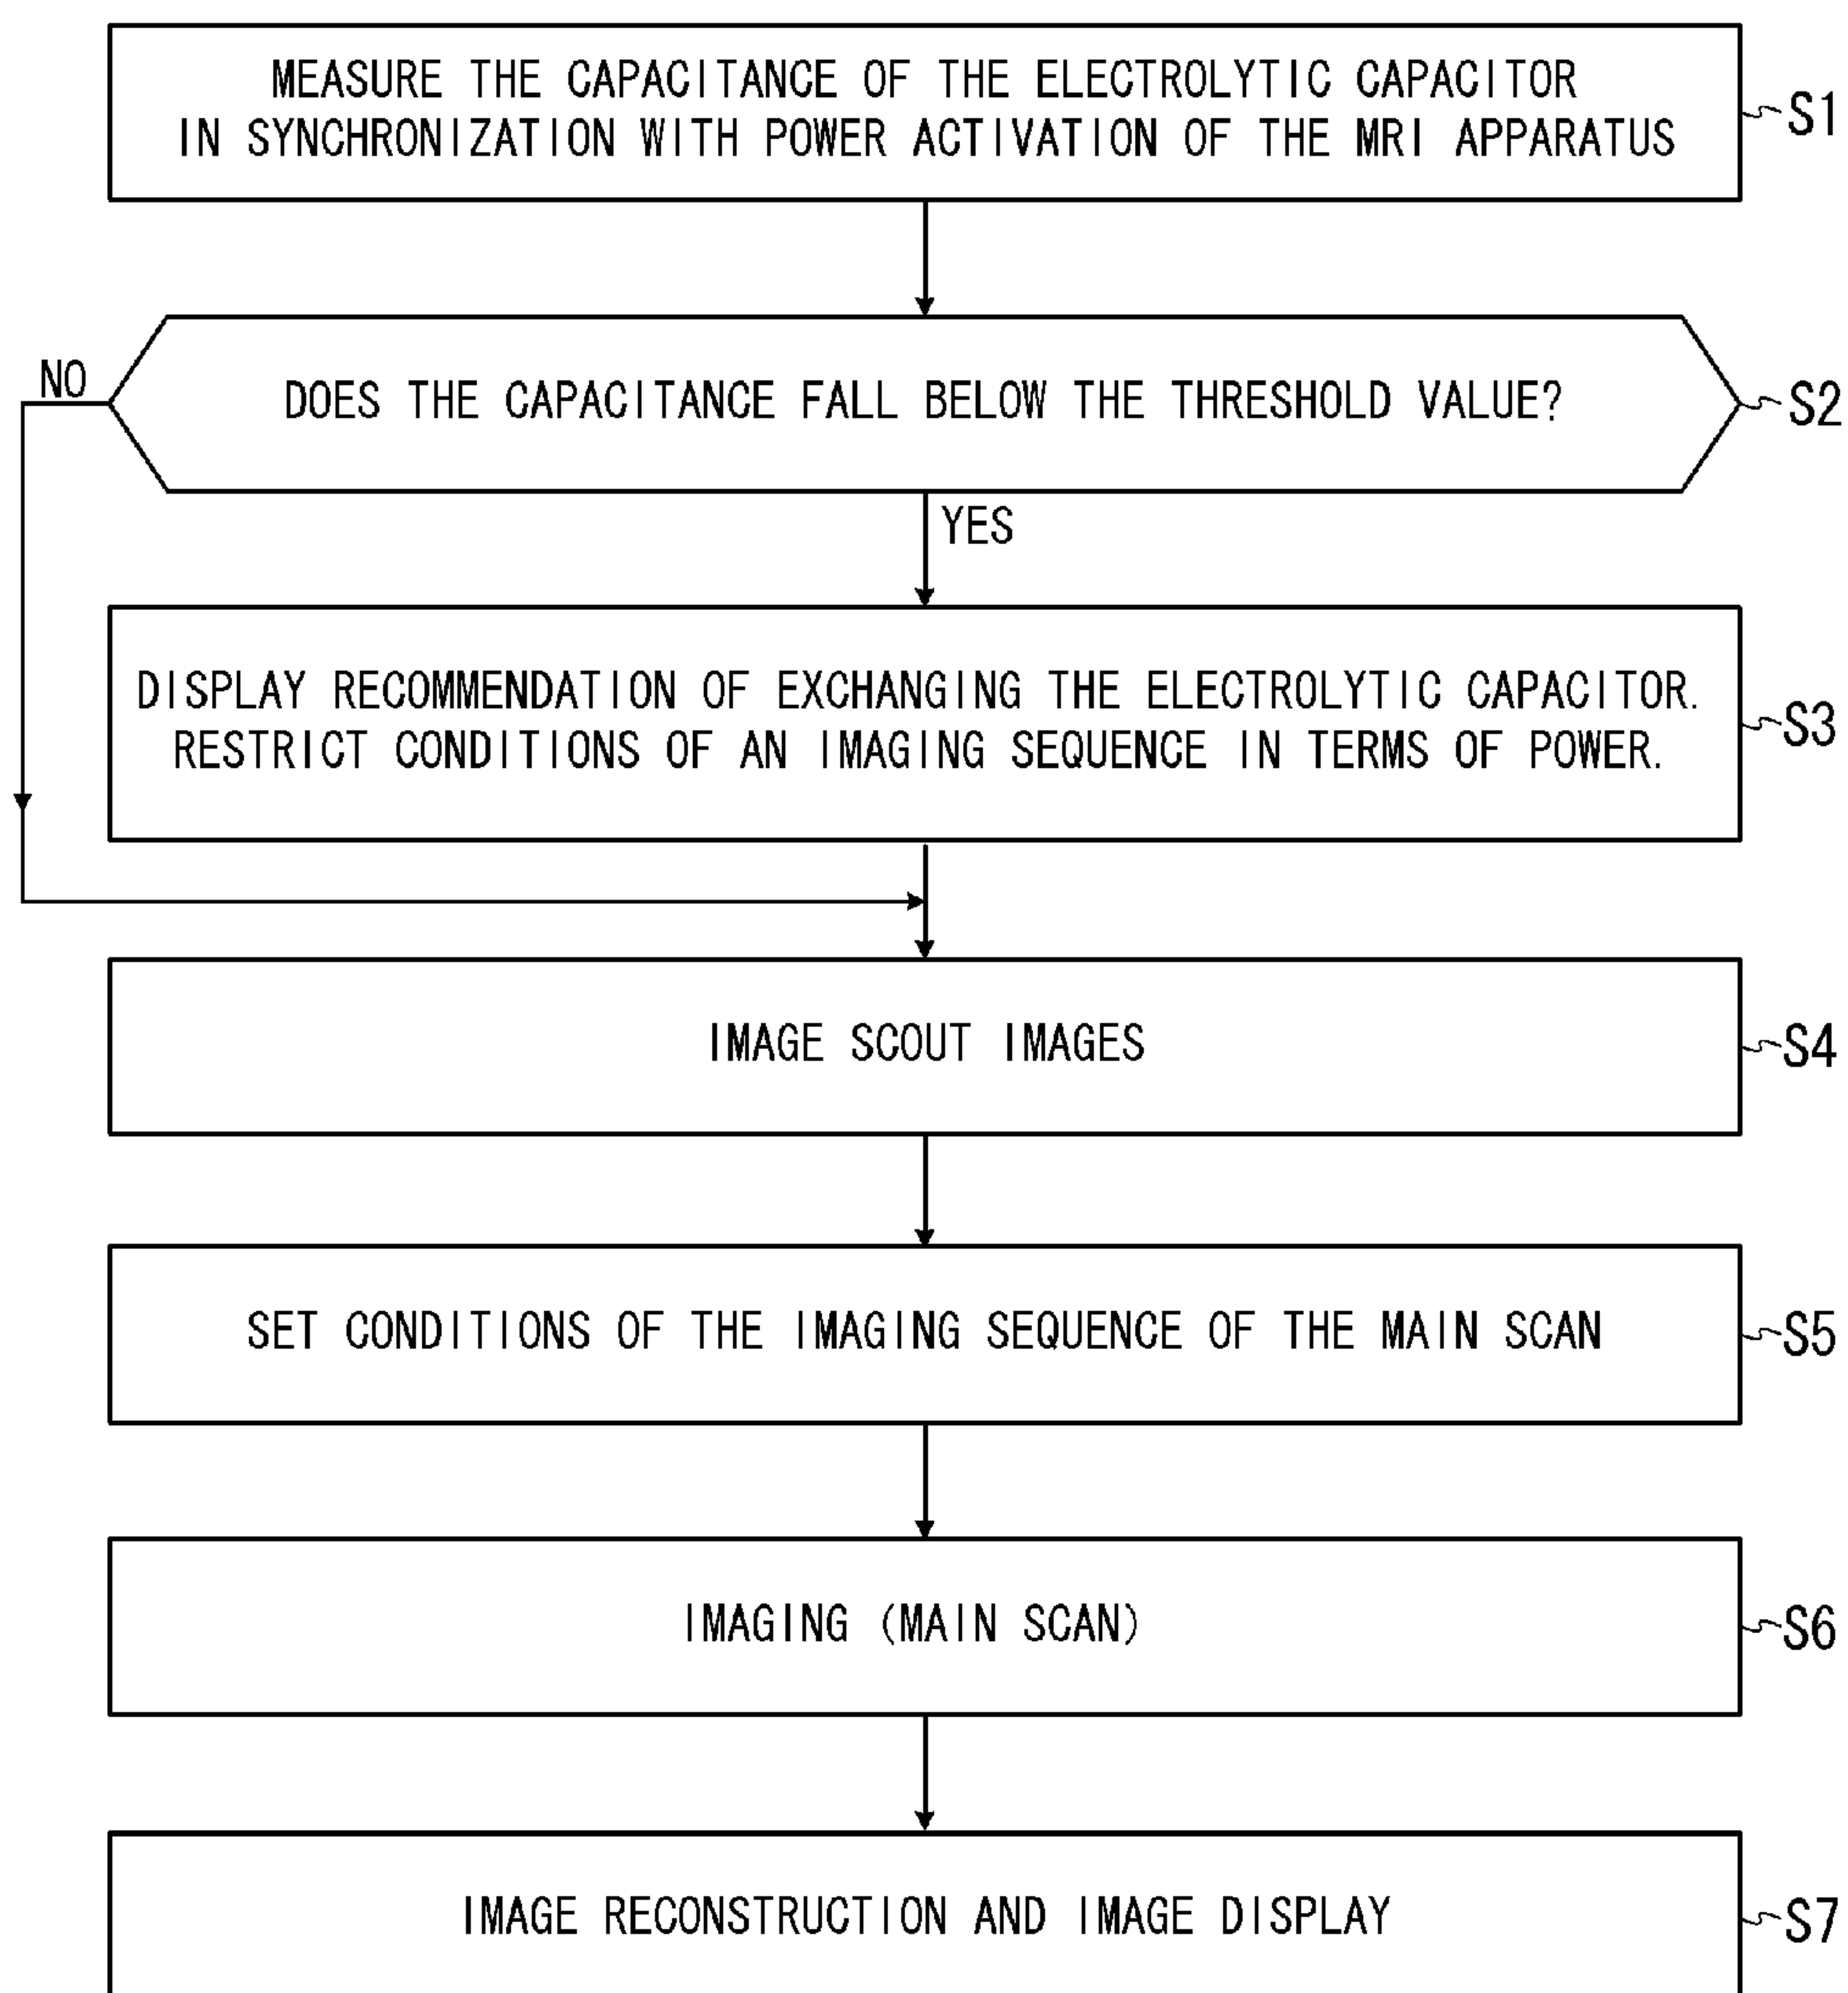 MEASURE THE CAPACITANCE OF THE ELECTROLYTIC CAPACITOR
IN SYNCHRONIZATION WITH POWER ACTIVATION OF THE MRI APPARATUS
S1
NO
DOES THE CAPACITANCE FALL BELOW THE THRESHOLD VALUE?
S2
YES
DISPLAY RECOMMENDATION OF EXCHANGING THE ELECTROLYTIC CAPACITOR.
RESTRICT CONDITIONS OF AN IMAGING SEQUENCE IN TERMS OF POWER.
S3
IMAGE SCOUT IMAGES
S4
SET CONDITIONS OF THE IMAGING SEQUENCE OF THE MAIN SCAN
S5
IMAGING (MAIN SCAN)
S6
IMAGE RECONSTRUCTION AND IMAGE DISPLAY
S7